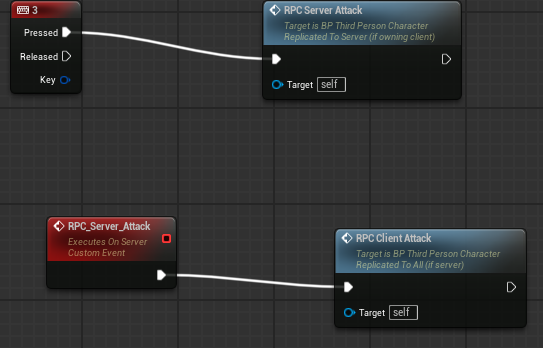 3
Pressed
Released
Key
RPC Server Attack
Target is BP Third Person Character
Replicated To Server (if owning client)
Target self
RPC_Server_Attack
Executes On Server
Custom Event
RPC Client Attack
Target is BP Third Person Character
Replicated To All (if server)
Target self